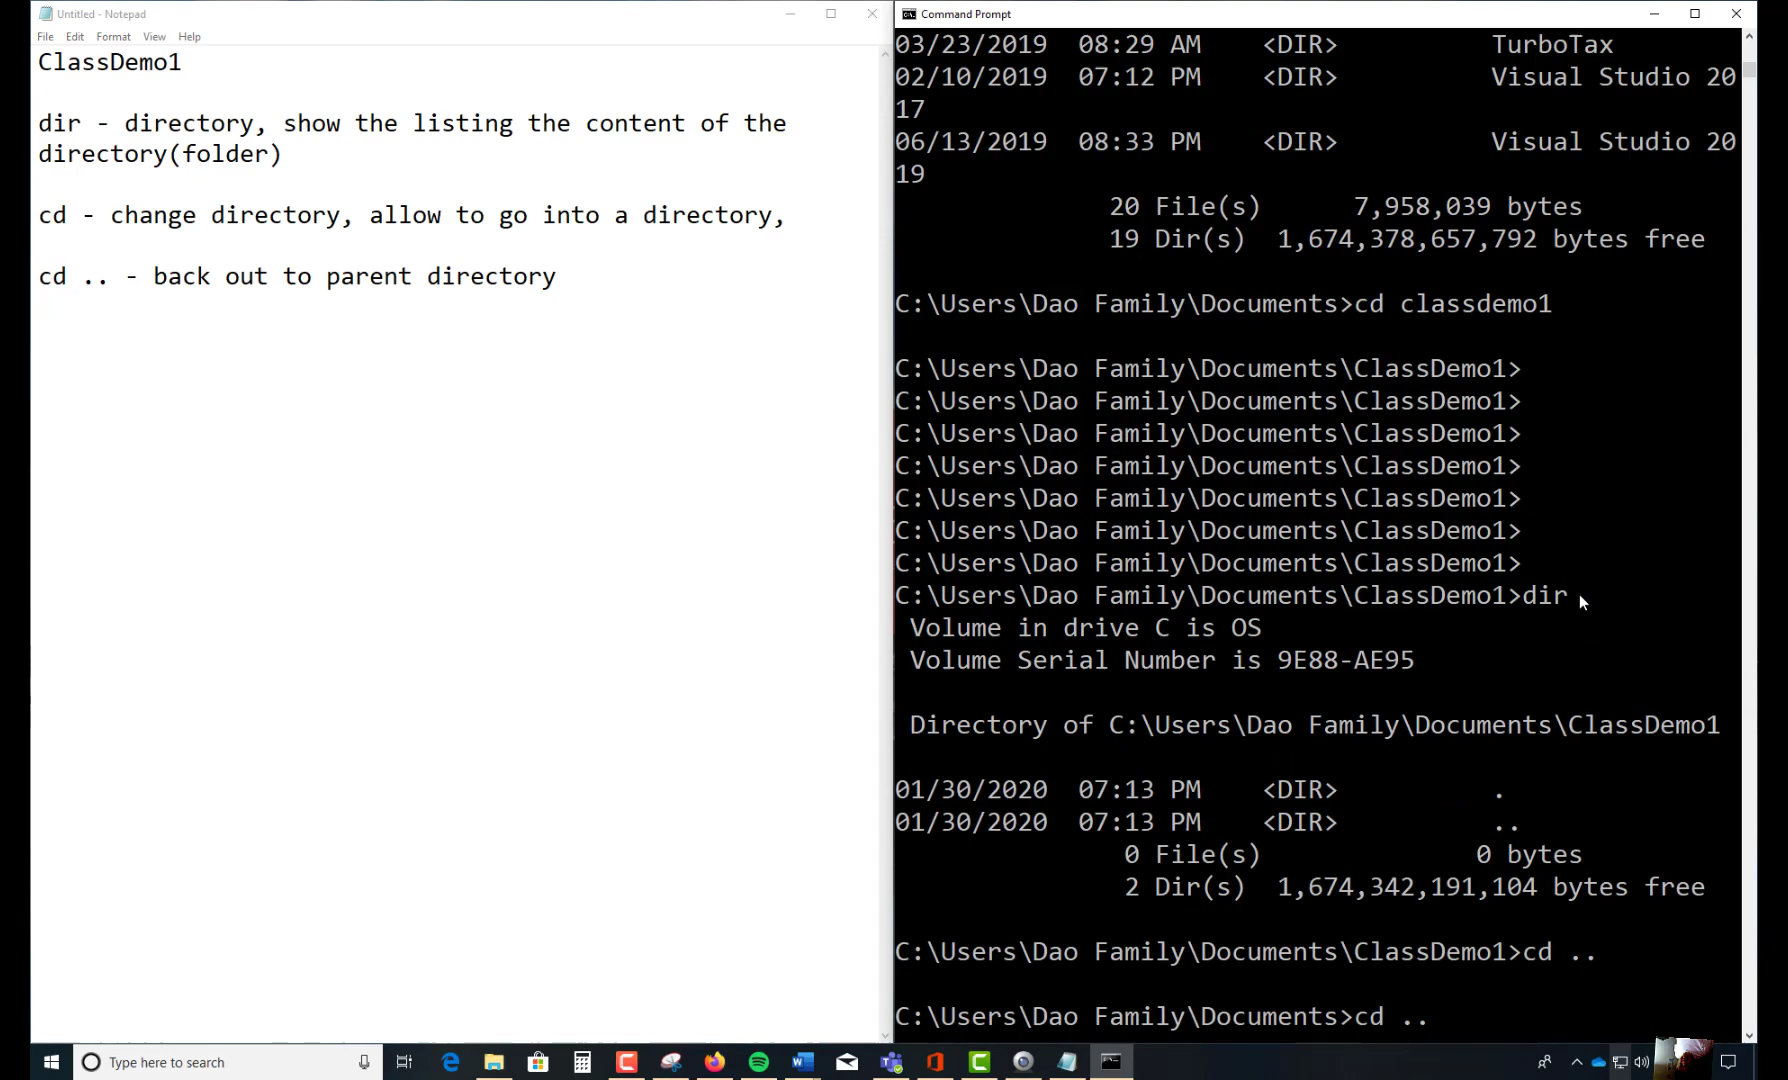 Untitled - Notepad
File Edit Format View Help
ClassDemo1
dir - directory, show the listing the content of the
directory(folder)
cd - change directory, allow to go into a directory,
cd .. - back out to parent directory
Command Prompt
03/23/2019 08:29 AM <DIR> TurboTax
02/10/2019 07:12 PM <DIR> Visual Studio 20
17
06/13/2019 08:33 PM <DIR> Visual Studio 20
19
20 File(s) 7,958,039 bytes
19 Dir(s) 1,674,378,657,792 bytes free
C:\Users\Dao Family\Documents>cd classdemo1
C:\Users\Dao Family\Documents\ClassDemo1>
C:\Users\Dao Family\Documents\ClassDemo1>
C:\Users\Dao Family\Documents\ClassDemo1>
C:\Users\Dao Family\Documents\ClassDemo1>
C:\Users\Dao Family\Documents\ClassDemo1>
C:\Users\Dao Family\Documents\ClassDemo1>
C:\Users\Dao Family\Documents\ClassDemo1>
C:\Users\Dao Family\Documents\ClassDemo1>dir
Volume in drive C is OS
Volume Serial Number is 9E88-AE95
Directory of C:\Users\Dao Family\Documents\ClassDemo1
01/30/2020 07:13 PM <DIR> .
01/30/2020 07:13 PM <DIR> ..
0 File(s) 0 bytes
2 Dir(s) 1,674,342,191,104 bytes free
C:\Users\Dao Family\Documents\ClassDemo1>cd ..
C:\Users\Dao Family\Documents>cd ..
Type here to search